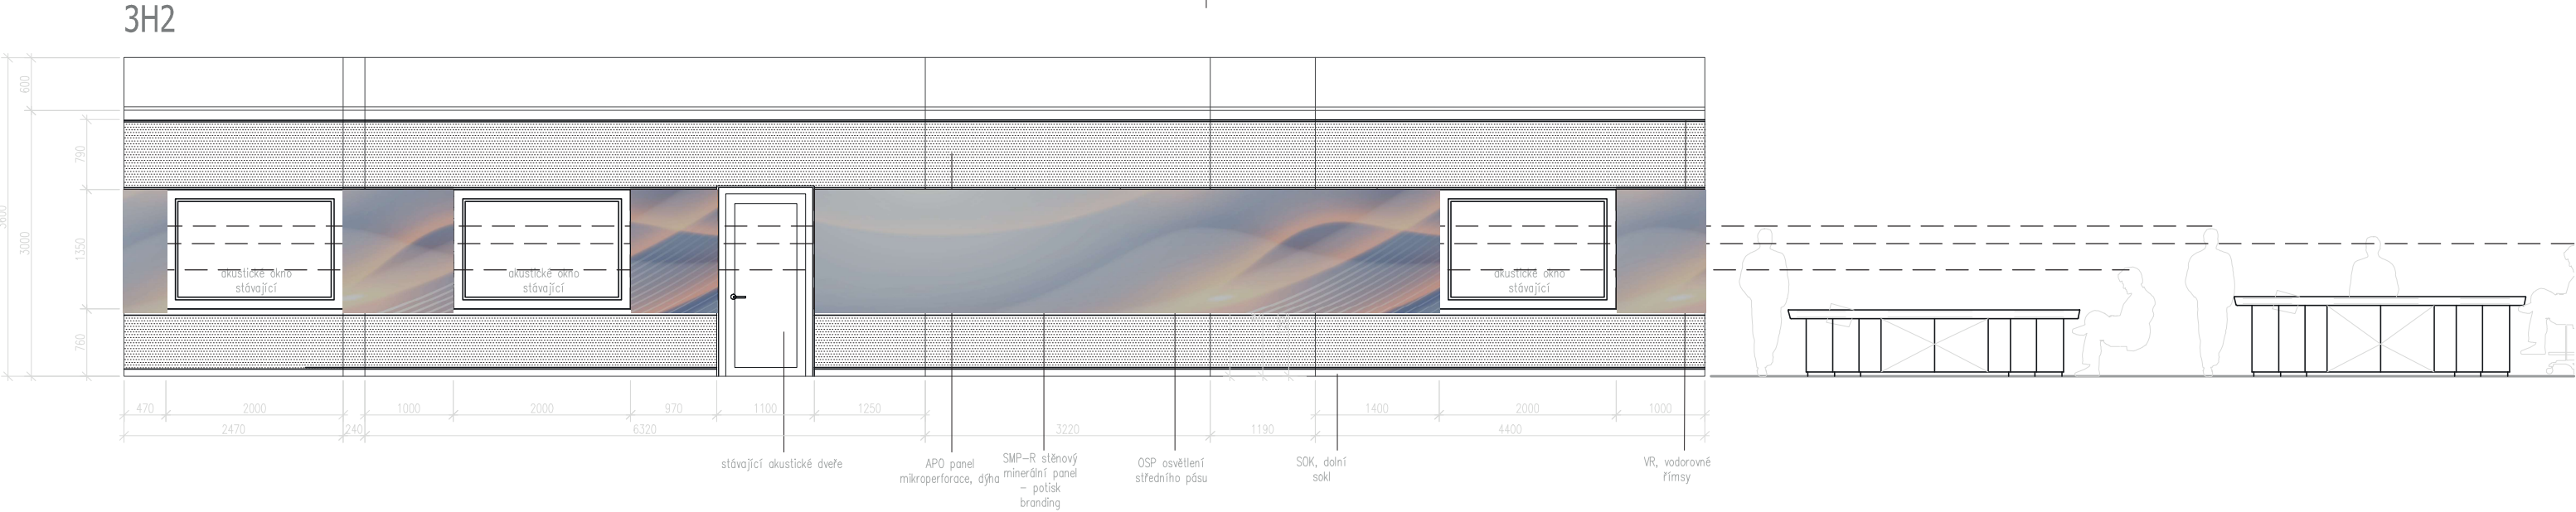 3H2
600
790
3000
1350
760
akustické okno
stávající
akustické okno
stávající
akustické okno
stávající
470
2000
1000
2000
970
1100
1250
1400
2000
1000
2470
240
6320
3220
1190
4400
stávající akustické dveře
APO panel
mikroperforace, dýha
SMP-R stěnový
minerální panel
- potisk
branding
OSP osvětlení
středního pásu
SOK, dolní
sokl
VR, vodorovné
římsy